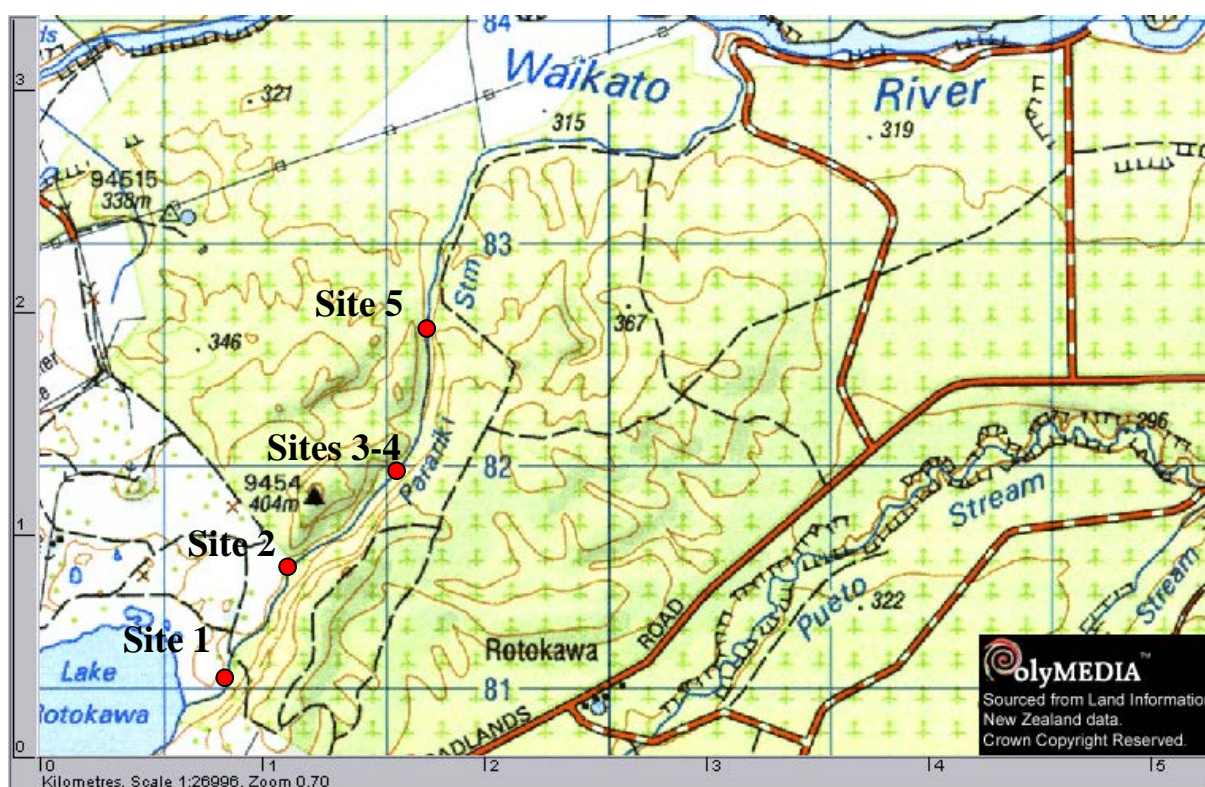 84
3
Waikato
River
321
315
319
94515
338m
83
Stm
Site 5
2
367
346
Sites 3-4
Parariki
82
296
9454
404m
Stream
1
Site 2
Pueto
322
Stream
Site 1
ROAD
Rotokawa
Lake
Rotokawa
81
olyMEDIA™
Sourced from Land Information
New Zealand data.
Crown Copyright Reserved.
0
0 1 2 3 4 5
Kilometres, Scale 1:26996, Zoom 0.70